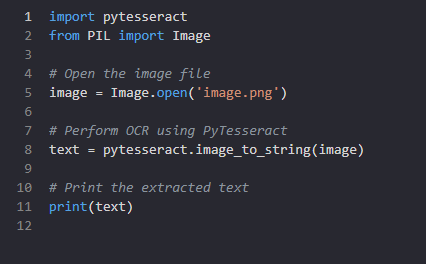 1 import pytesseract
2 from PIL import Image
3
4 # Open the image file
5 image = Image.open('image.png')
6
7 # Perform OCR using PyTesseract
8 text = pytesseract.image_to_string(image)
9
10 # Print the extracted text
11 print(text)
12